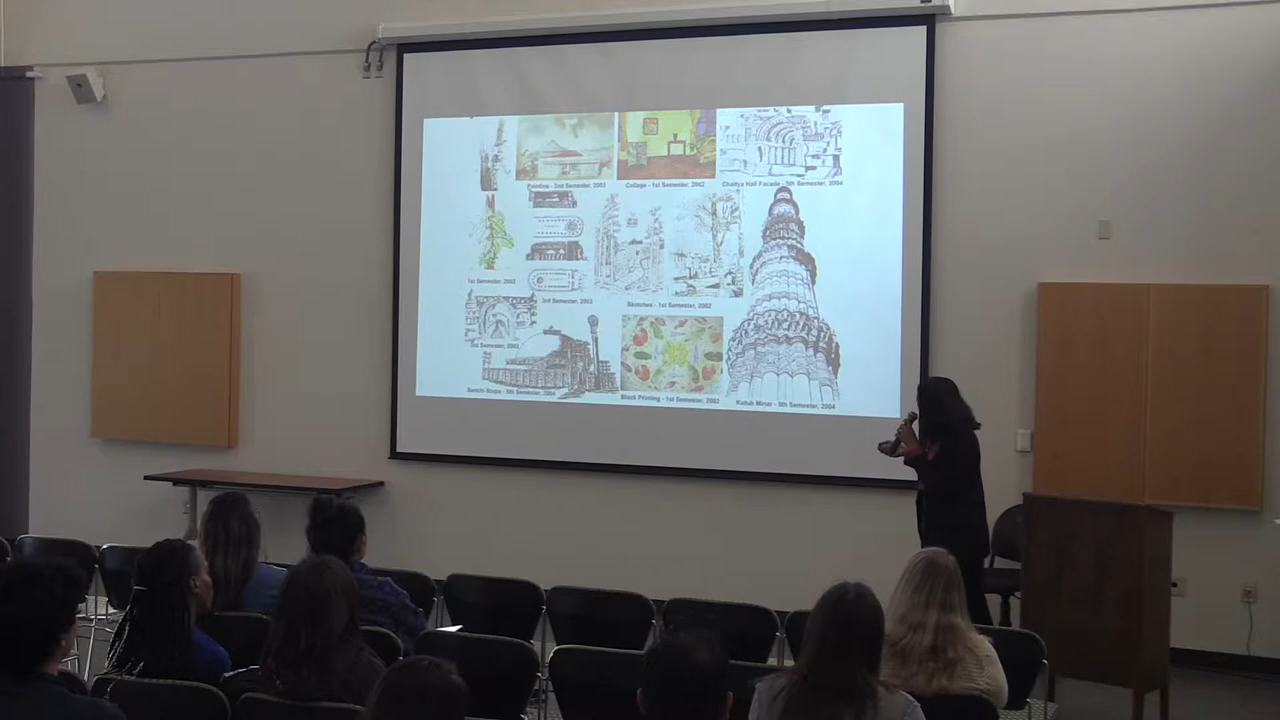 Painting - 3rd Semester, 2003
Collage - 1st Semester, 2002
Chaitya Hall Facade - 5th Semester, 2004
1st Semester, 2002
3rd Semester, 2003
Sketches - 1st Semester, 2002
3rd Semester, 2003
Sanchi Stupa - 5th Semester, 2004
Block Printing - 1st Semester, 2002
Kutub Minar - 5th Semester, 2004